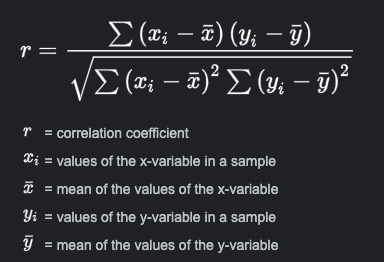 r = \frac{\sum (x_i - \bar{x})(y_i - \bar{y})}{\sqrt{\sum (x_i - \bar{x})^2 \sum (y_i - \bar{y})^2}}
r = correlation coefficient
x_i = values of the x-variable in a sample
\bar{x} = mean of the values of the x-variable
y_i = values of the y-variable in a sample
\bar{y} = mean of the values of the y-variable